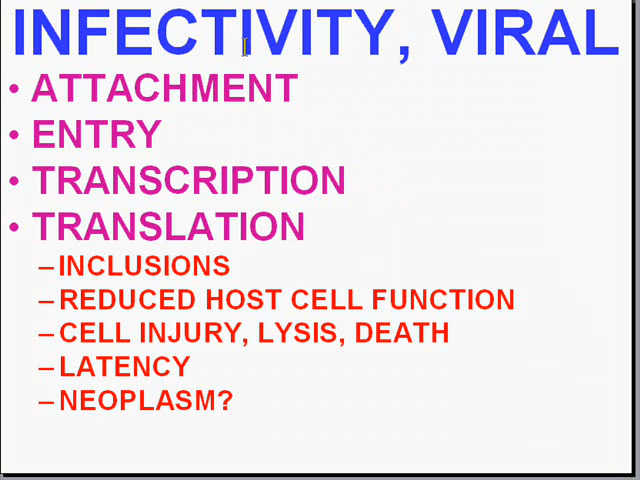 INFECTIVITY, VIRAL
• ATTACHMENT
• ENTRY
• TRANSCRIPTION
• TRANSLATION
–INCLUSIONS
–REDUCED HOST CELL FUNCTION
–CELL INJURY, LYSIS, DEATH
–LATENCY
–NEOPLASM?